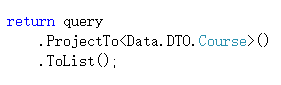 return query
.ProjectTo<Data.DTO.Course>()
.ToList();